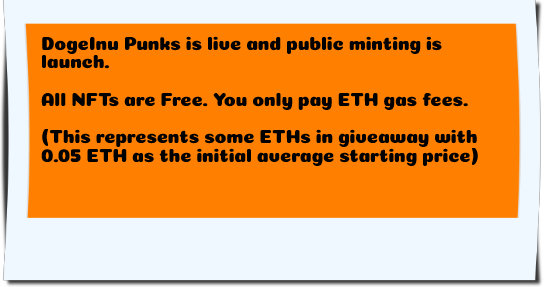 DogeInu Punks is live and public minting is
launch.
All NFTs are Free. You only pay ETH gas fees.
(This represents some ETHs in giveaway with
0.05 ETH as the initial average starting price)